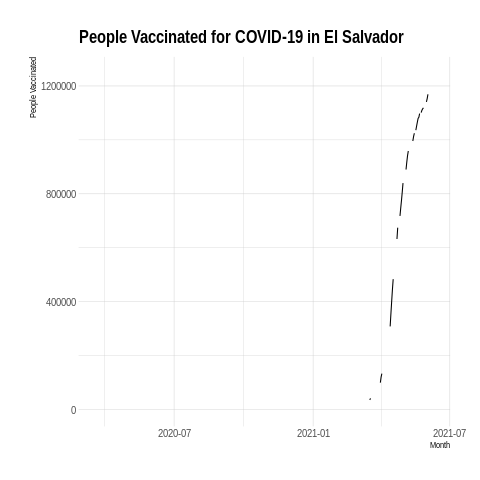 People Vaccinated for COVID-19 in El Salvador
People Vaccinated
1200000
800000
400000
0
2020-07
2021-01
2021-07
Month